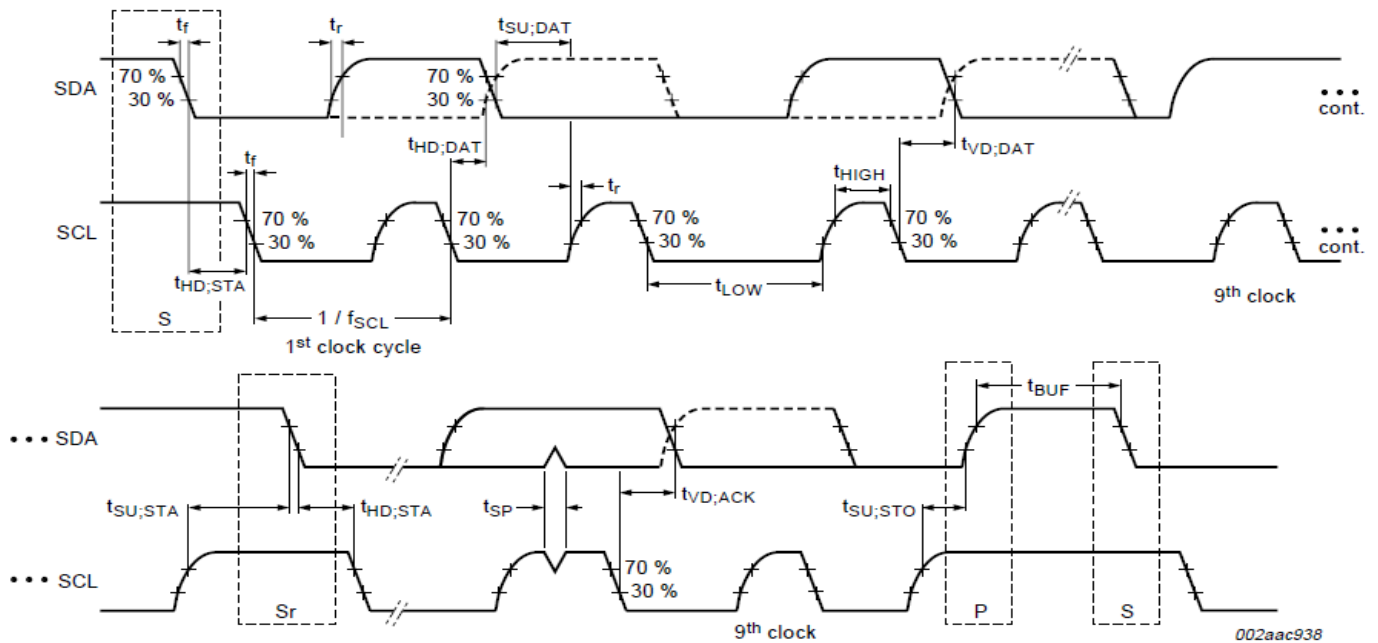 t_f t_r t_SU;DAT
SDA 70 % 70 %
30 % 30 % cont.
t_HD;DAT t_VD;DAT
t_f t_r t_HIGH
SCL 70 % 70 % 70 % 70 %
30 % 30 % 30 % 30 % cont.
t_HD;STA t_LOW
S 1 / f_SCL 9th clock
1st clock cycle
t_BUF
••• SDA
t_SU;STA t_HD;STA t_SP t_VD;ACK t_SU;STO
••• SCL 70 %
30 %
Sr P S
9th clock 002aac938